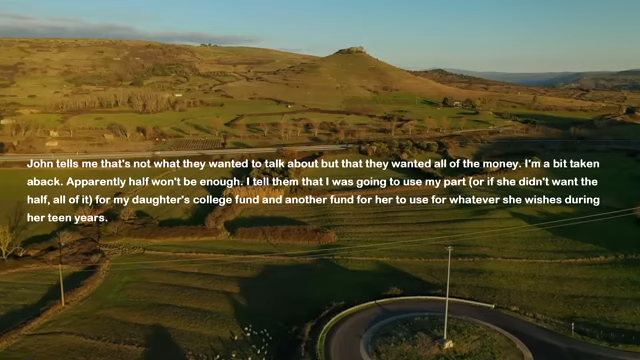 John tells me that's not what they wanted to talk about but that they wanted all of the money. I'm a bit taken
aback. Apparently half won't be enough. I tell them that I was going to use my part (or if she didn't want the
half, all of it) for my daughter's college fund and another fund for her to use for whatever she wishes during
her teen years.